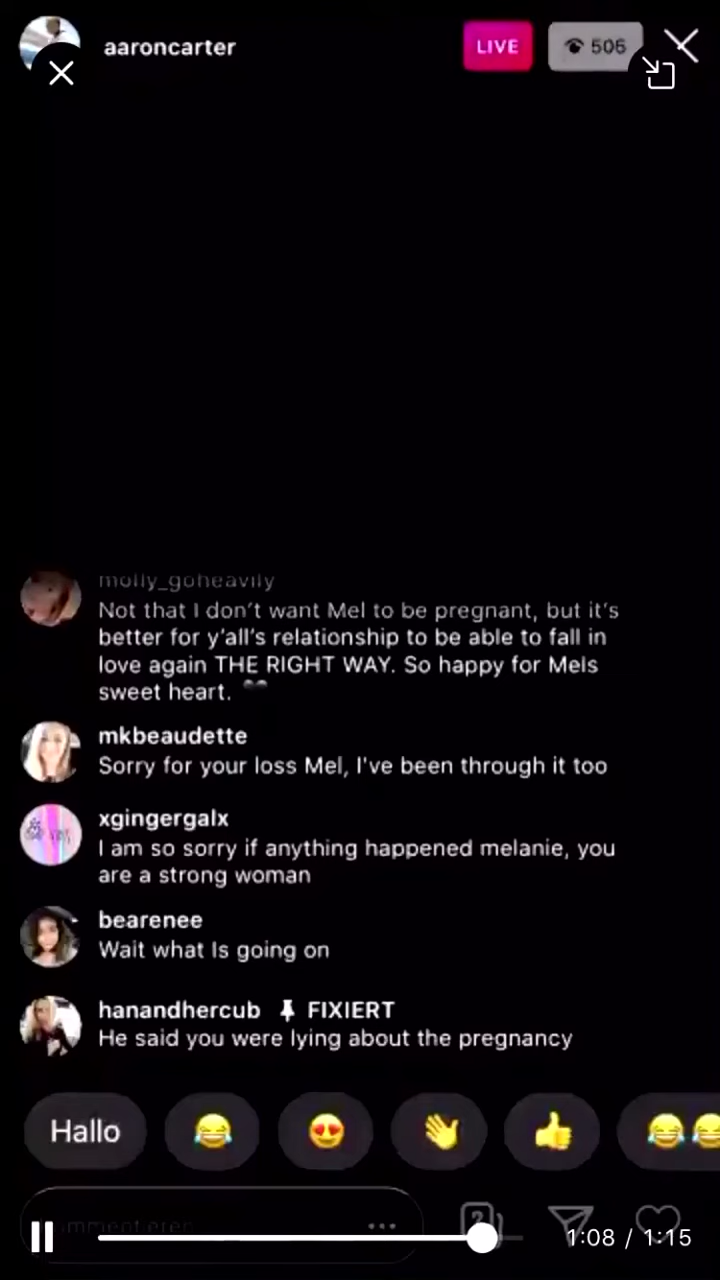 aaroncarter
LIVE
506
molly_goheavily
Not that I don't want Mel to be pregnant, but it's
better for y'all's relationship to be able to fall in
love again THE RIGHT WAY. So happy for Mels
sweet heart.
mkbeaudette
Sorry for your loss Mel, I've been through it too
xgingergalx
I am so sorry if anything happened melanie, you
are a strong woman
bearenee
Wait what Is going on
hanandhercub FIXIERT
He said you were lying about the pregnancy
Hallo
1:08 / 1:15